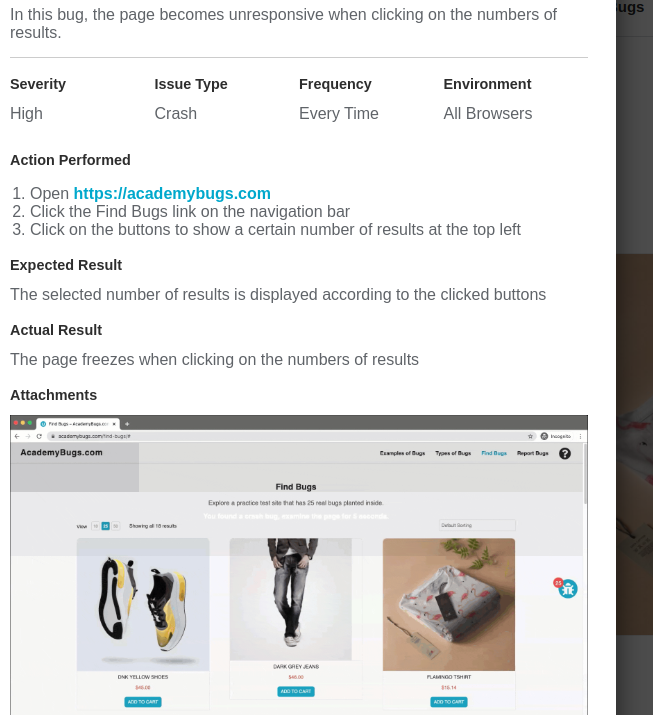 In this bug, the page becomes unresponsive when clicking on the numbers of
results.
Severity Issue Type Frequency Environment
High Crash Every Time All Browsers
Action Performed
1. Open https://academybugs.com
2. Click the Find Bugs link on the navigation bar
3. Click on the buttons to show a certain number of results at the top left
Expected Result
The selected number of results is displayed according to the clicked buttons
Actual Result
The page freezes when clicking on the numbers of results
Attachments
Find Bugs – AcademyBugs.com
academybugs.com/find-bugs/#
Incognito
AcademyBugs.com
Examples of Bugs Types of Bugs Find Bugs Report Bugs ?
Find Bugs
Explore a practice test site that has 25 real bugs planted inside.
You found a crash bug, examine the page for 5 seconds.
View 10 25 50 Showing all 18 results
Default Sorting
25
DNK YELLOW SHOES DARK GREY JEANS FLAMINGO TSHIRT
ADD TO CART ADD TO CART ADD TO CART
Bugs